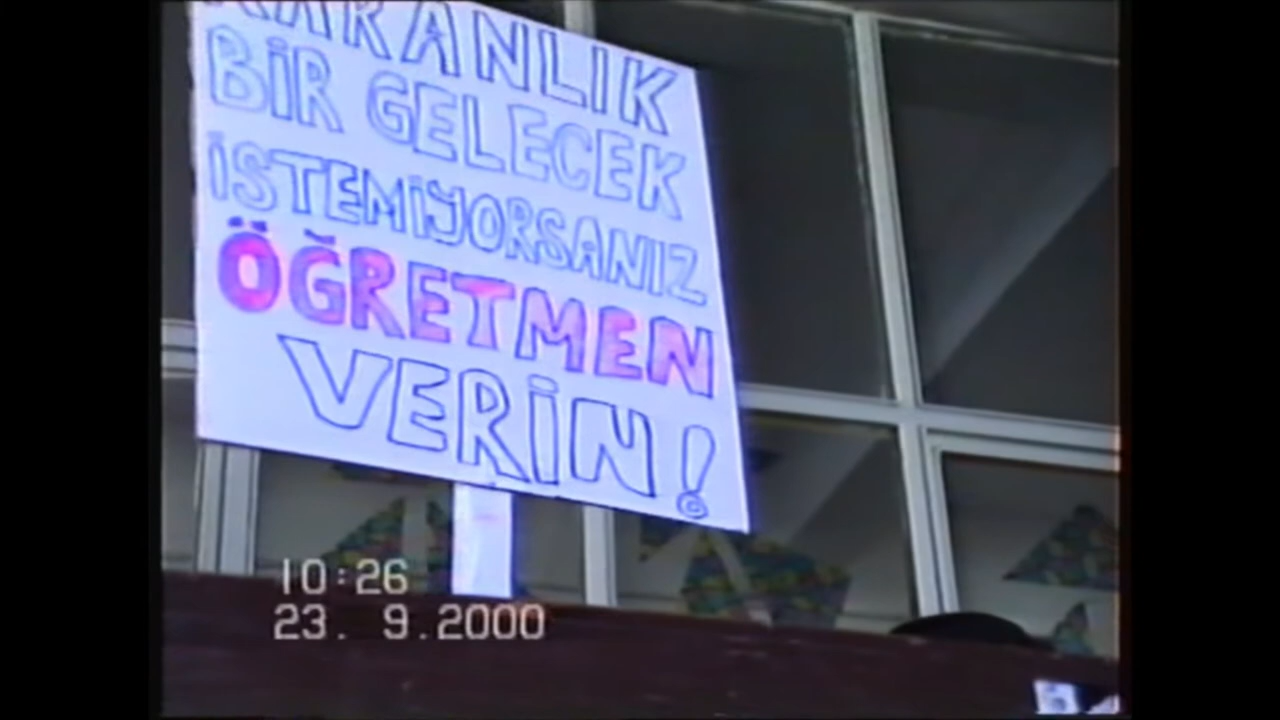 KARANLIK
BİR GELECEK
İSTEMİYORSANIZ
ÖĞRETMEN
VERİN!
10:26
23. 9.2000